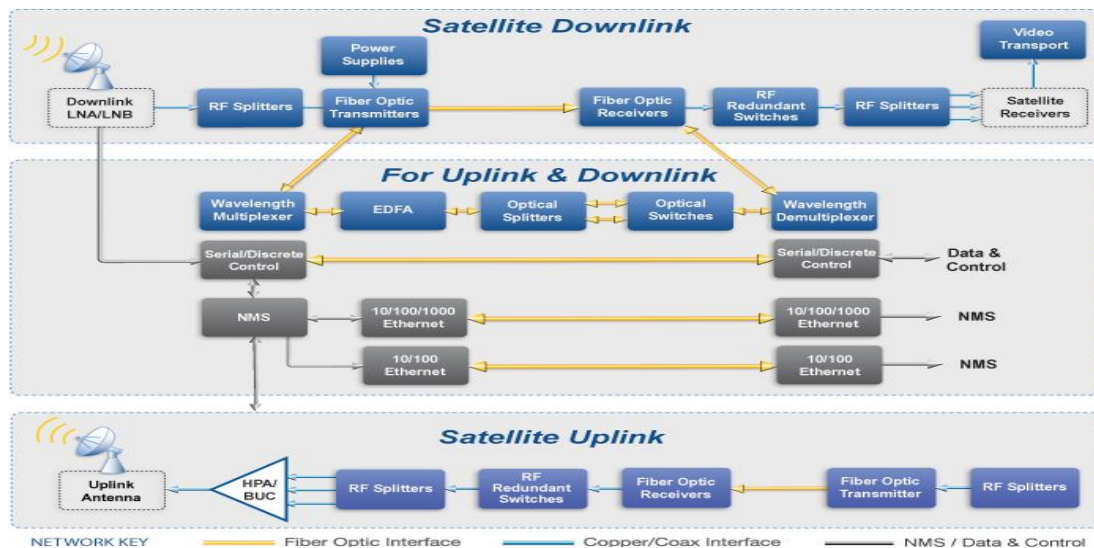 Satellite Downlink
Power
Supplies
Video
Transport
Downlink
LNA/LNB
RF Splitters
Fiber Optic
Transmitters
Fiber Optic
Receivers
RF
Redundant
Switches
RF Splitters
Satellite
Receivers
For Uplink & Downlink
Wavelength
Multiplexer
EDFA
Optical
Splitters
Optical
Switches
Wavelength
Demultiplexer
Serial/Discrete
Control
Serial/Discrete
Control
Data &
Control
NMS
10/100/1000
Ethernet
10/100/1000
Ethernet
NMS
10/100
Ethernet
10/100
Ethernet
NMS
Satellite Uplink
Uplink
Antenna
HPA/
BUC
RF Splitters
RF
Redundant
Switches
Fiber Optic
Receivers
Fiber Optic
Transmitter
RF Splitters
NETWORK KEY
Fiber Optic Interface
Copper/Coax Interface
NMS / Data & Control